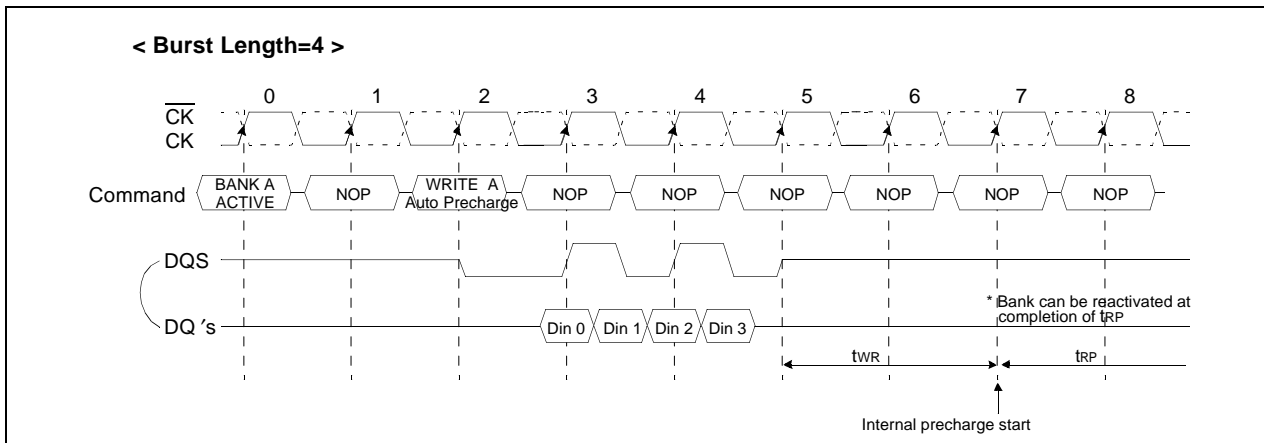 < Burst Length=4 >
0 1 2 3 4 5 6 7 8
CK
CK
Command
BANK A
ACTIVE
NOP
WRITE A
Auto Precharge
NOP
NOP
NOP
NOP
NOP
NOP
DQS
* Bank can be reactivated at
completion of tRP
DQ ′s
Din 0 Din 1 Din 2 Din 3
tWR
tRP
Internal precharge start